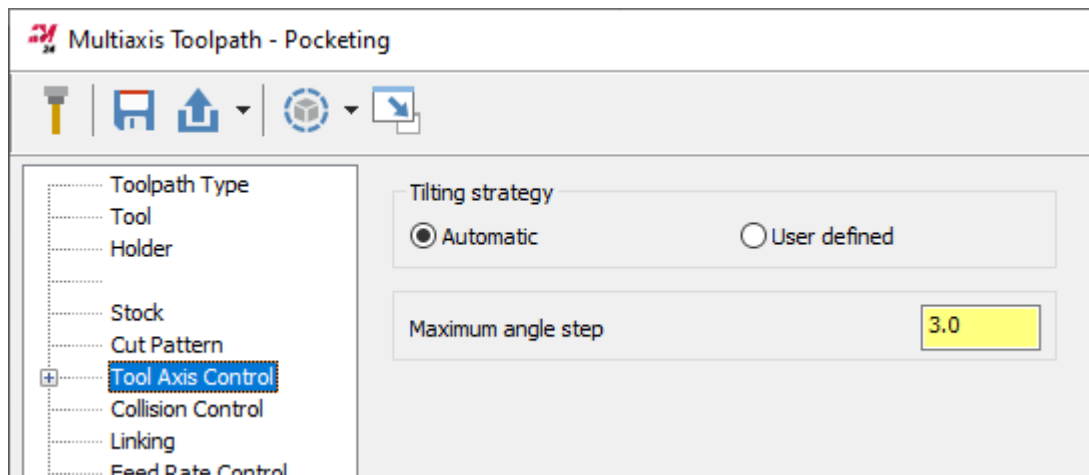 Multiaxis Toolpath - Pocketing
Toolpath Type
Tool
Holder
Stock
Cut Pattern
Tool Axis Control
Collision Control
Linking
Feed Rate Control
Tilting strategy
Automatic
User defined
Maximum angle step
3.0